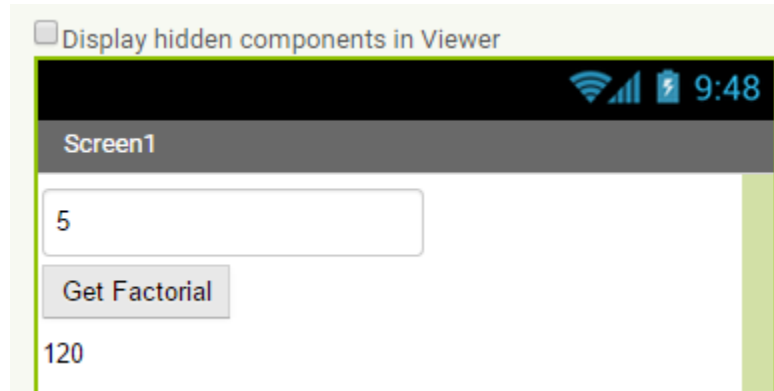 Display hidden components in Viewer
9:48
Screen1
5
Get Factorial
120